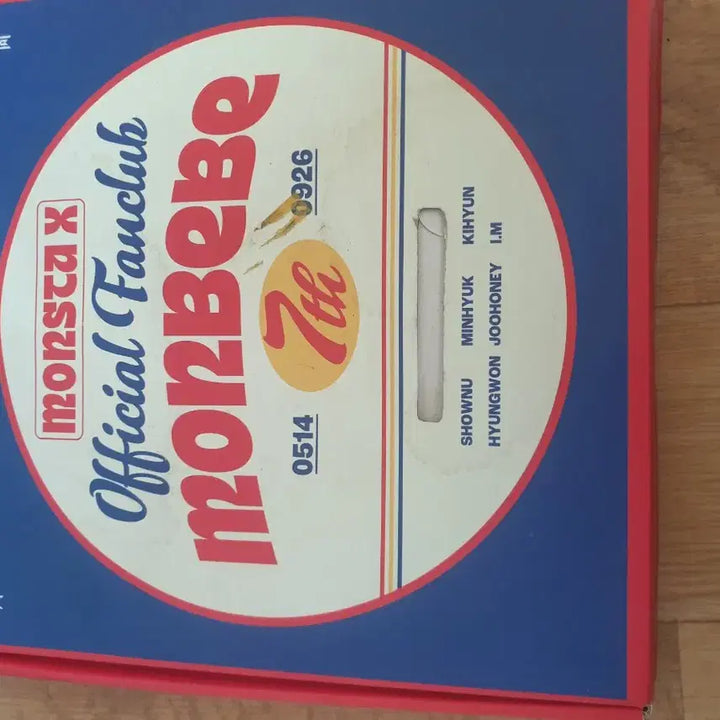 MONSTA X
Official Fanclub
MONBEBE
0514 7th 0926
SHOWNU MINHYUK KIHYUN
HYUNGWON JOOHONEY I.M